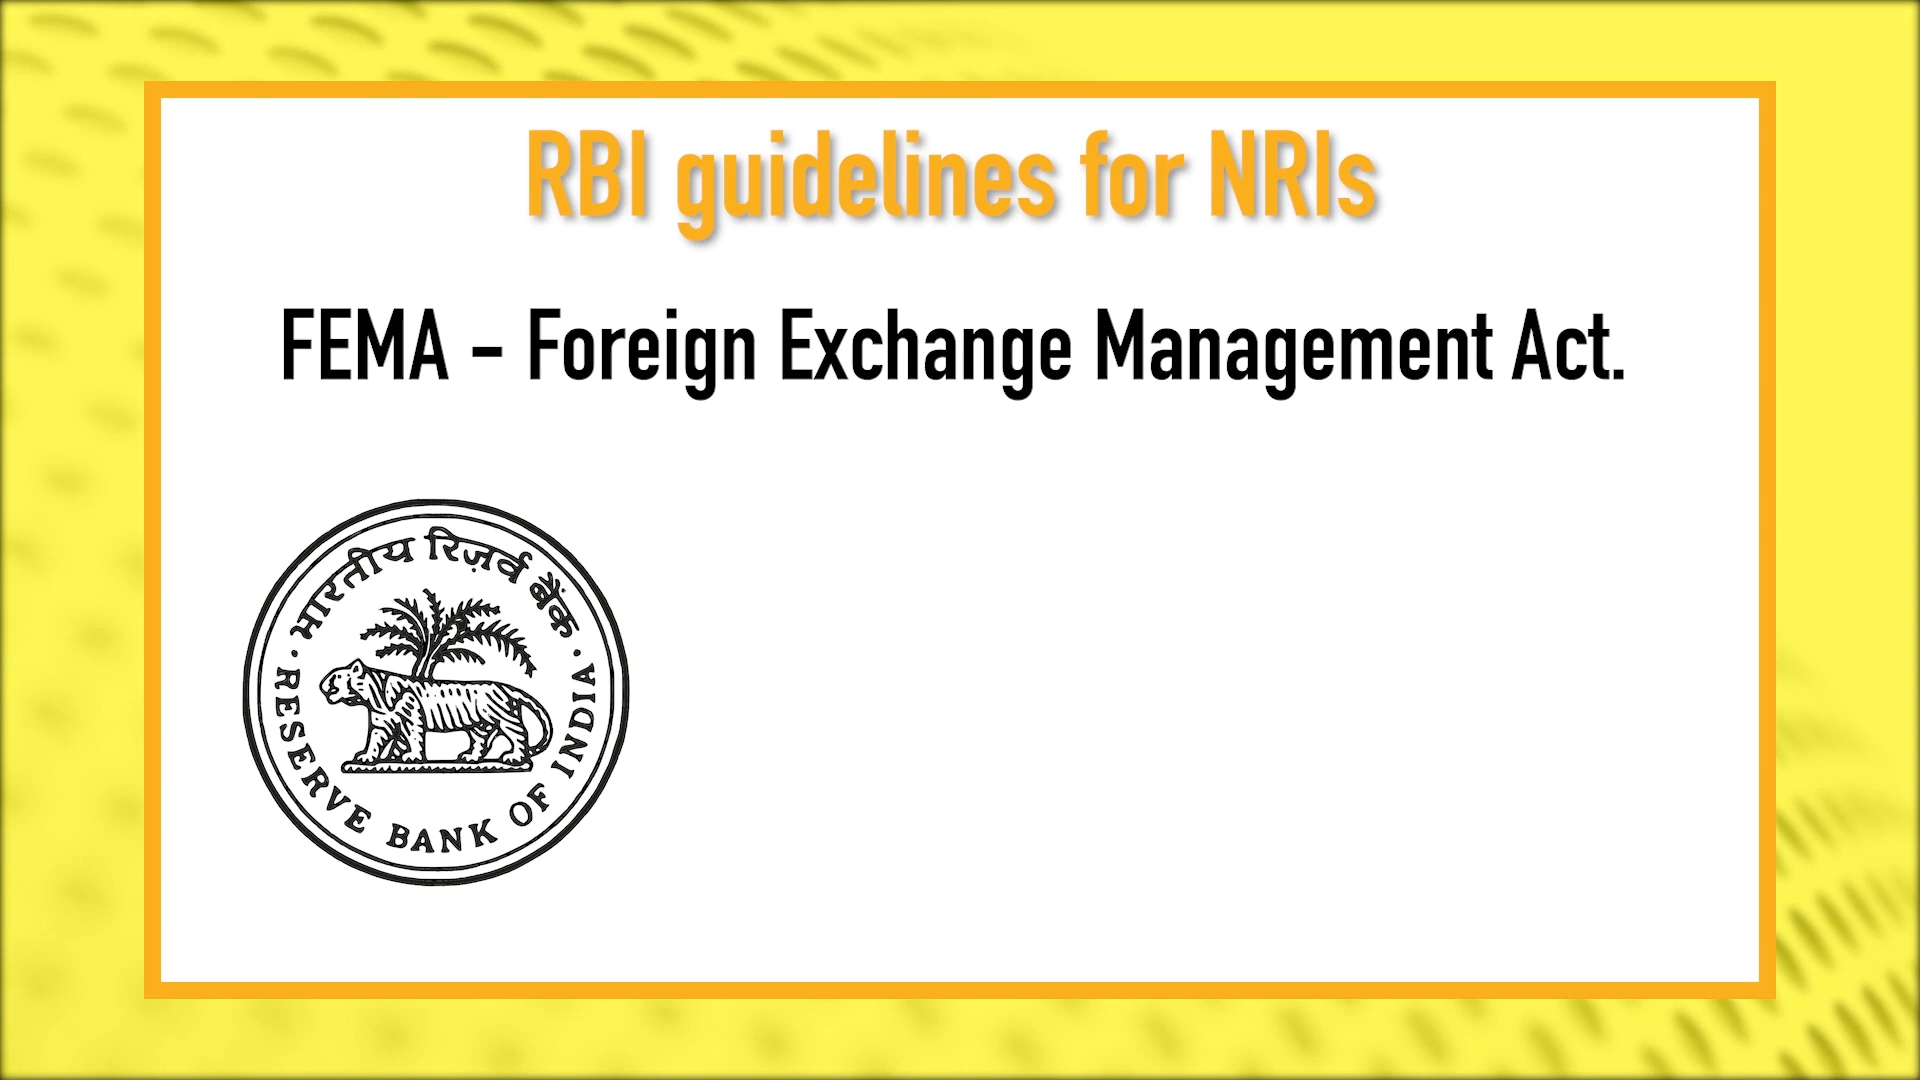 RBI guidelines for NRIs
FEMA - Foreign Exchange Management Act.
भारतीय रिज़र्व बैंक
RESERVE BANK OF INDIA